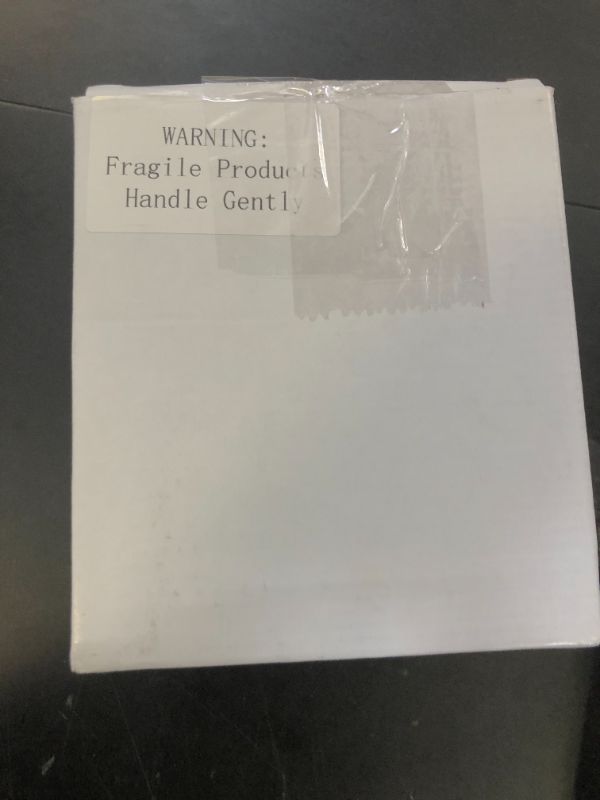 WARNING:
Fragile Products
Handle Gently